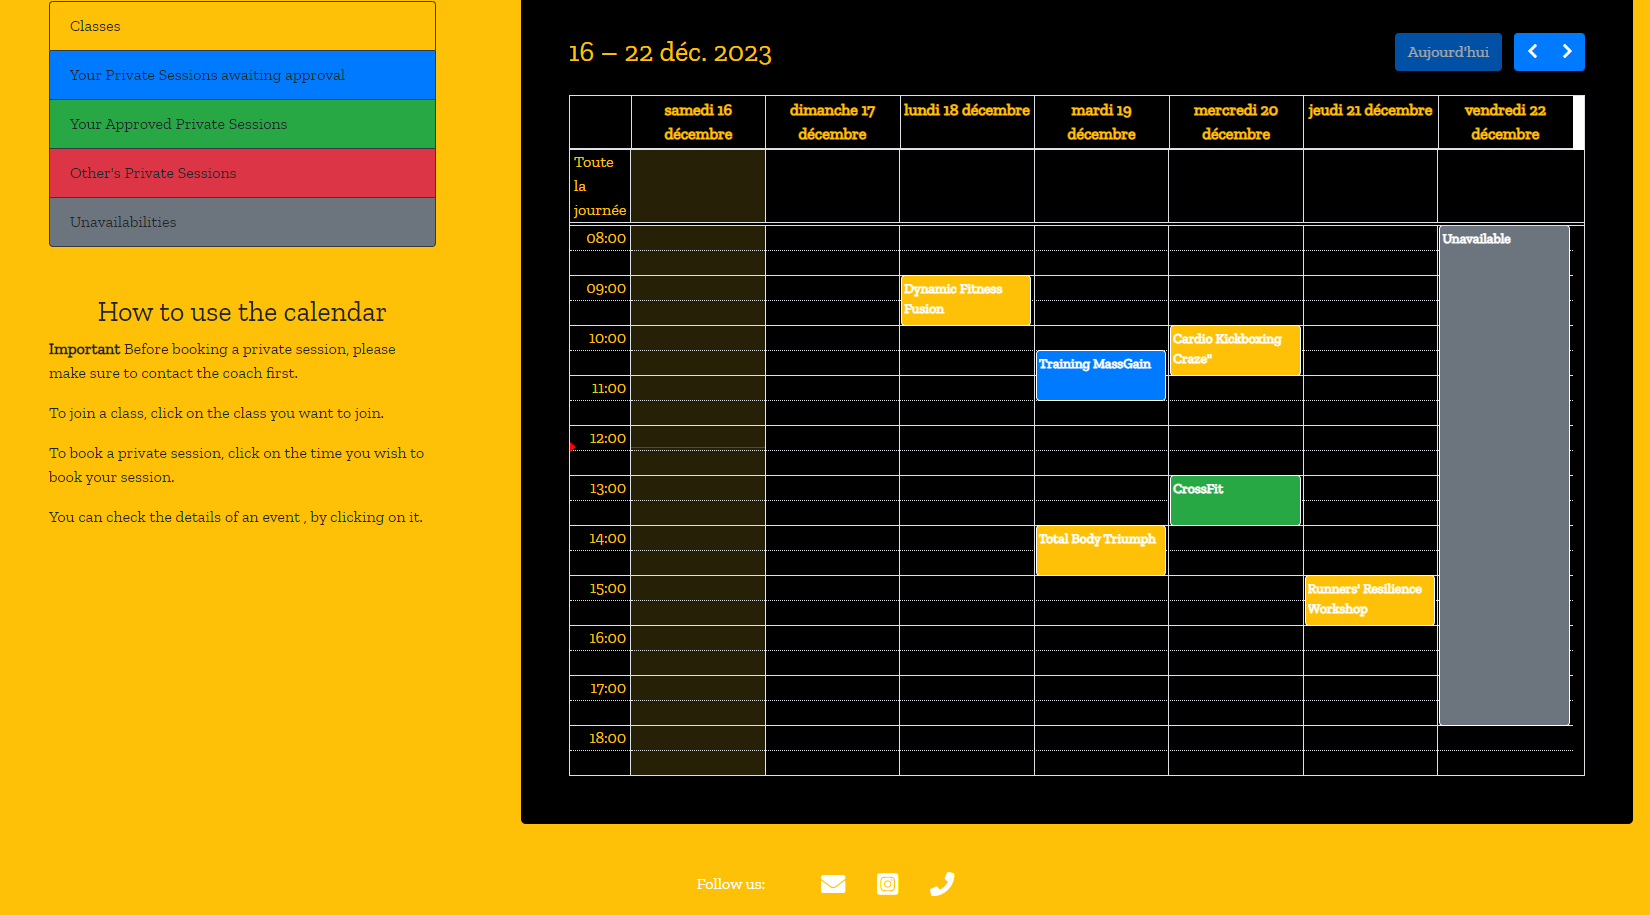 Classes
Your Private Sessions awaiting approval
Your Approved Private Sessions
Other's Private Sessions
Unavailabilities
How to use the calendar
Important Before booking a private session, please
make sure to contact the coach first.
To join a class, click on the class you want to join.
To book a private session, click on the time you wish to
book your session.
You can check the details of an event , by clicking on it.
16 – 22 déc. 2023
Aujourd'hui
samedi 16
décembre
dimanche 17
décembre
lundi 18 décembre
mardi 19
décembre
mercredi 20
décembre
jeudi 21 décembre
vendredi 22
décembre
Toute
la
journée
08:00
Unavailable
09:00
Dynamic Fitness
Fusion
10:00
Cardio Kickboxing
Craze"
Training MassGain
11:00
12:00
13:00
CrossFit
14:00
Total Body Triumph
15:00
Runners' Resilience
Workshop
16:00
17:00
18:00
Follow us: